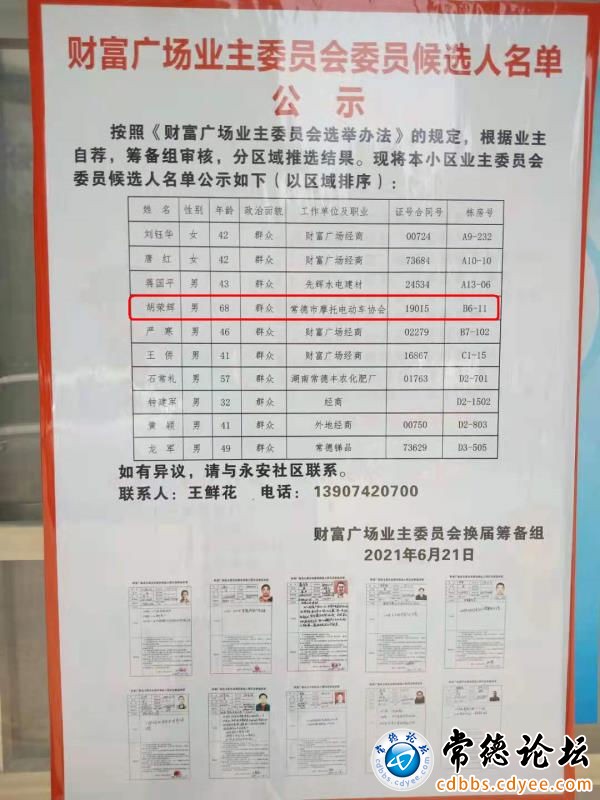 财富广场业主委员会委员候选人名单
公 示
按照《财富广场业主委员会选举办法》的规定，根据业主
自荐，筹备组审核，分区域推选结果。现将本小区业主委员会
委员候选人名单公示如下（以区域排序）：
姓 名 性别 年龄 政治面貌 工作单位及职业 证号合同号 栋房号
刘钰华 女 42 群众 财富广场经商 00724 A9-232
唐 红 女 42 群众 财富广场经商 73684 A10-10
蒋国平 男 43 群众 先辉水电建材 24534 A13-06
胡荣辉 男 68 群众 常德市摩托电动车协会 19015 B6-11
严 寒 男 46 群众 财富广场经商 02279 B7-102
王 侨 男 41 群众 财富广场经商 16867 C1-15
石常礼 男 57 群众 湖南常德丰农化肥厂 01763 D2-701
钟建军 男 32 群众 经商 D2-1502
黄 颖 男 41 群众 外地经商 00750 D2-803
龙 军 男 49 群众 常德锑品 73629 D3-505
如有异议，请与永安社区联系。
联系人：王鲜花 电话：13907420700
财富广场业主委员会换届筹备组
2021年6月21日
常德论坛
cdbbs.cdyee.com